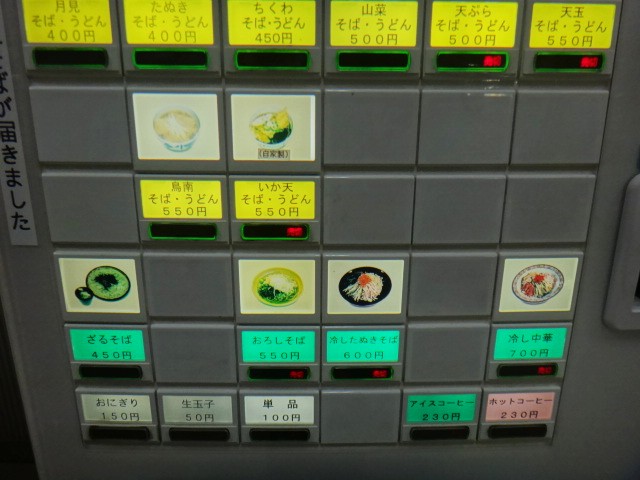 月見
そば・うどん
400円
たぬき
そば・うどん
400円
ちくわ
そば・うどん
450円
山菜
そば・うどん
500円
天ぷら
そば・うどん
500円
天玉
そば・うどん
550円
そばが届きました
(自家製)
鳥南
そば・うどん
550円
いか天
そば・うどん
550円
ざるそば
450円
おろしそば
550円
冷したぬきそば
600円
冷し中華
700円
おにぎり
150円
生玉子
50円
単品
100円
アイスコーヒー
230円
ホットコーヒー
230円